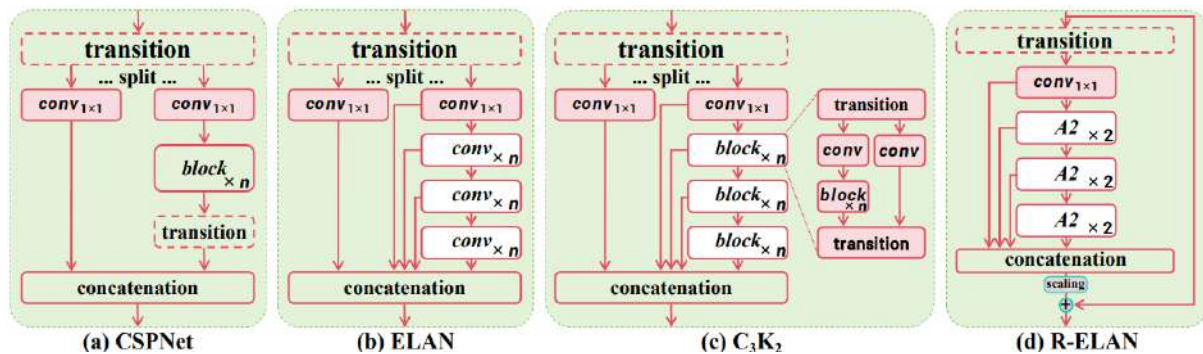 transition
... split ...
conv1×1 conv1×1
block × n
transition
concatenation
(a) CSPNet
transition
... split ...
conv1×1 conv1×1
conv × n
conv × n
conv × n
concatenation
(b) ELAN
transition
... split ...
conv1×1 conv1×1
block × n
block × n
block × n
concatenation
transition
conv conv
block × n
transition
(c) C3K2
transition
conv1×1
A2 × 2
A2 × 2
A2 × 2
concatenation
scaling
+
(d) R-ELAN